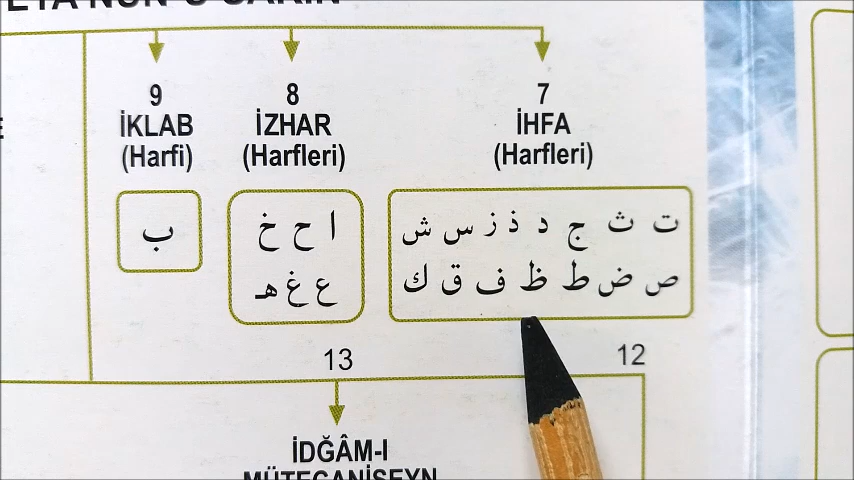 9
İKLAB
(Harfi)
ب
8
İZHAR
(Harfleri)
ا ح خ
ع غ هـ
7
İHFA
(Harfleri)
ت ث ج د ذ ز س ش
ص ض ط ظ ف ق ك
13
İDĞÂM-I
12